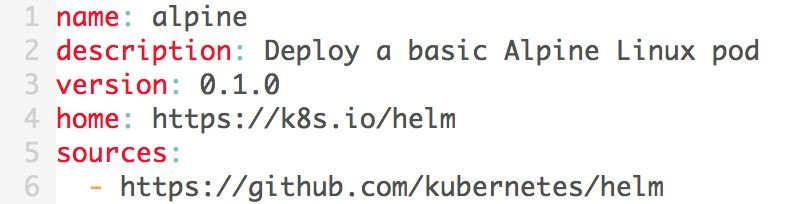 1 name: alpine
2 description: Deploy a basic Alpine Linux pod
3 version: 0.1.0
4 home: https://k8s.io/helm
5 sources:
6   - https://github.com/kubernetes/helm